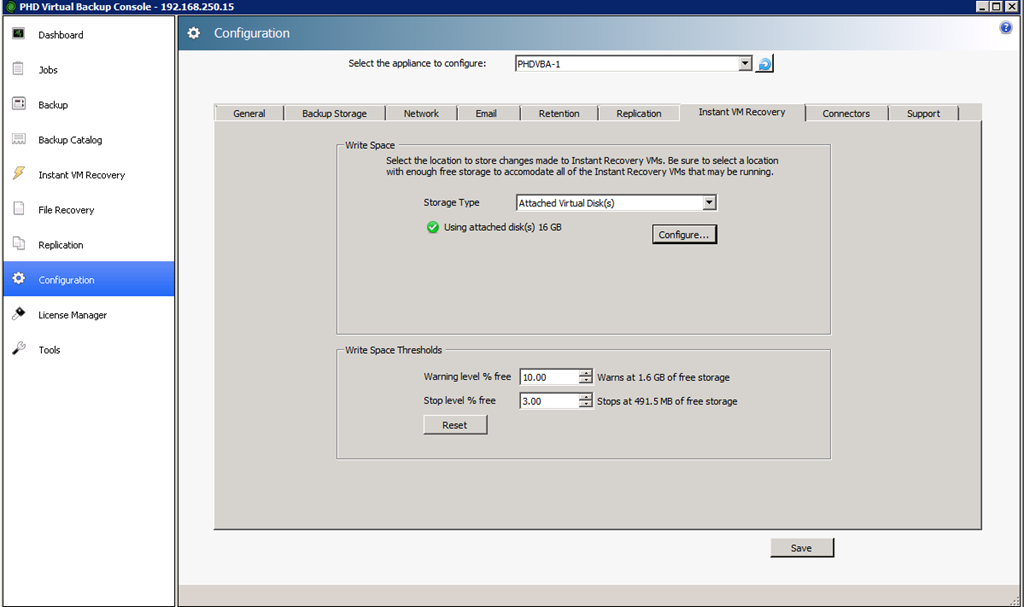 PHD Virtual Backup Console - 192.168.250.15
Dashboard
Jobs
Backup
Backup Catalog
Instant VM Recovery
File Recovery
Replication
Configuration
License Manager
Tools
Configuration
?
Select the appliance to configure: PHDVBA-1
General Backup Storage Network Email Retention Replication Instant VM Recovery Connectors Support
Write Space
Select the location to store changes made to Instant Recovery VMs. Be sure to select a location
with enough free storage to accomodate all of the Instant Recovery VMs that may be running.
Storage Type Attached Virtual Disk(s)
Using attached disk(s) 16 GB
Configure...
Write Space Thresholds
Warning level % free 10.00 Warns at 1.6 GB of free storage
Stop level % free 3.00 Stops at 491.5 MB of free storage
Reset
Save